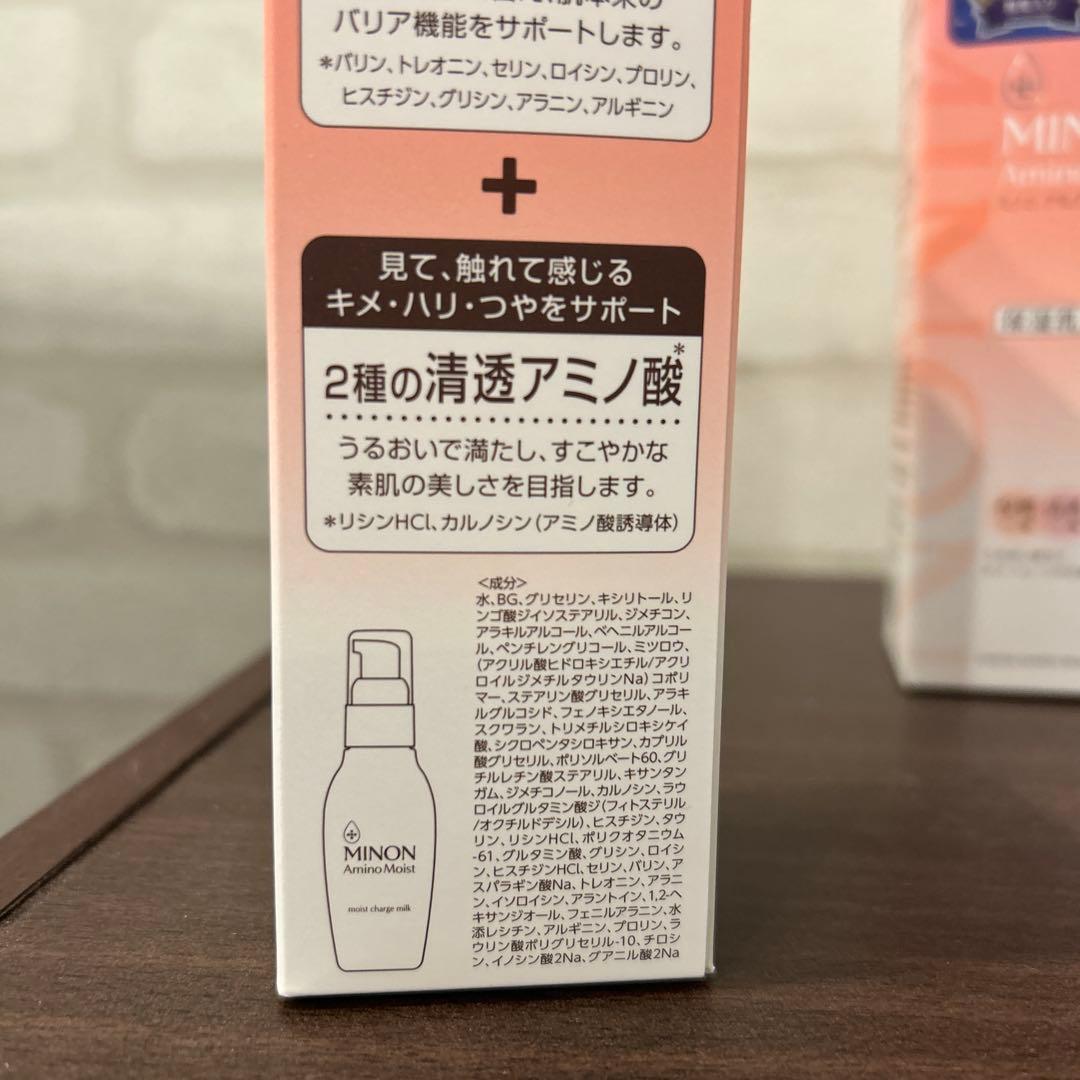 バリア機能をサポートします。
*バリン、トレオニン、セリン、ロイシン、プロリン、
ヒスチジン、グリシン、アラニン、アルギニン
+
見て、触れて感じる
キメ・ハリ・つやをサポート
2種の清透アミノ酸*
うるおいで満たし、すこやかな
素肌の美しさを目指します。
*リシンHCl、カルノシン(アミノ酸誘導体)
<成分>
水、BG、グリセリン、キシリトール、リ
ンゴ酸ジイソステアリル、ジメチコン、
アラキルアルコール、ベヘニルアルコー
ル、ペンチレングリコール、ミツロウ、
(アクリル酸ヒドロキシエチル/アクリ
ロイルジメチルタウリンNa)コポリ
マー、ステアリン酸グリセリル、アラキ
ルグルコシド、フェノキシエタノール、
スクワラン、トリメチルシロキシケイ
酸、シクロペンタシロキサン、カプリル
酸グリセリル、ポリソルベート60、グリ
チルレチン酸ステアリル、キサンタン
ガム、ジメチコノール、カルノシン、ラウ
ロイルグルタミン酸ジ(フィトステリル
/オクチルドデシル)、ヒスチジン、タウ
リン、リシンHCl、ポリクオタニウム
-61、グルタミン酸、グリシン、ロイシ
ン、ヒスチジンHCl、セリン、バリン、ア
スパラギン酸Na、トレオニン、アラニ
ン、イソロイシン、アラントイン、1,2-ヘ
キサンジオール、フェニルアラニン、水
添レシチン、アルギニン、プロリン、ラ
ウリン酸ポリグリセリル-10、チロシ
ン、イノシン酸2Na、グアニル酸2Na
MINON
Amino Moist
moist charge milk
MIN
Amino